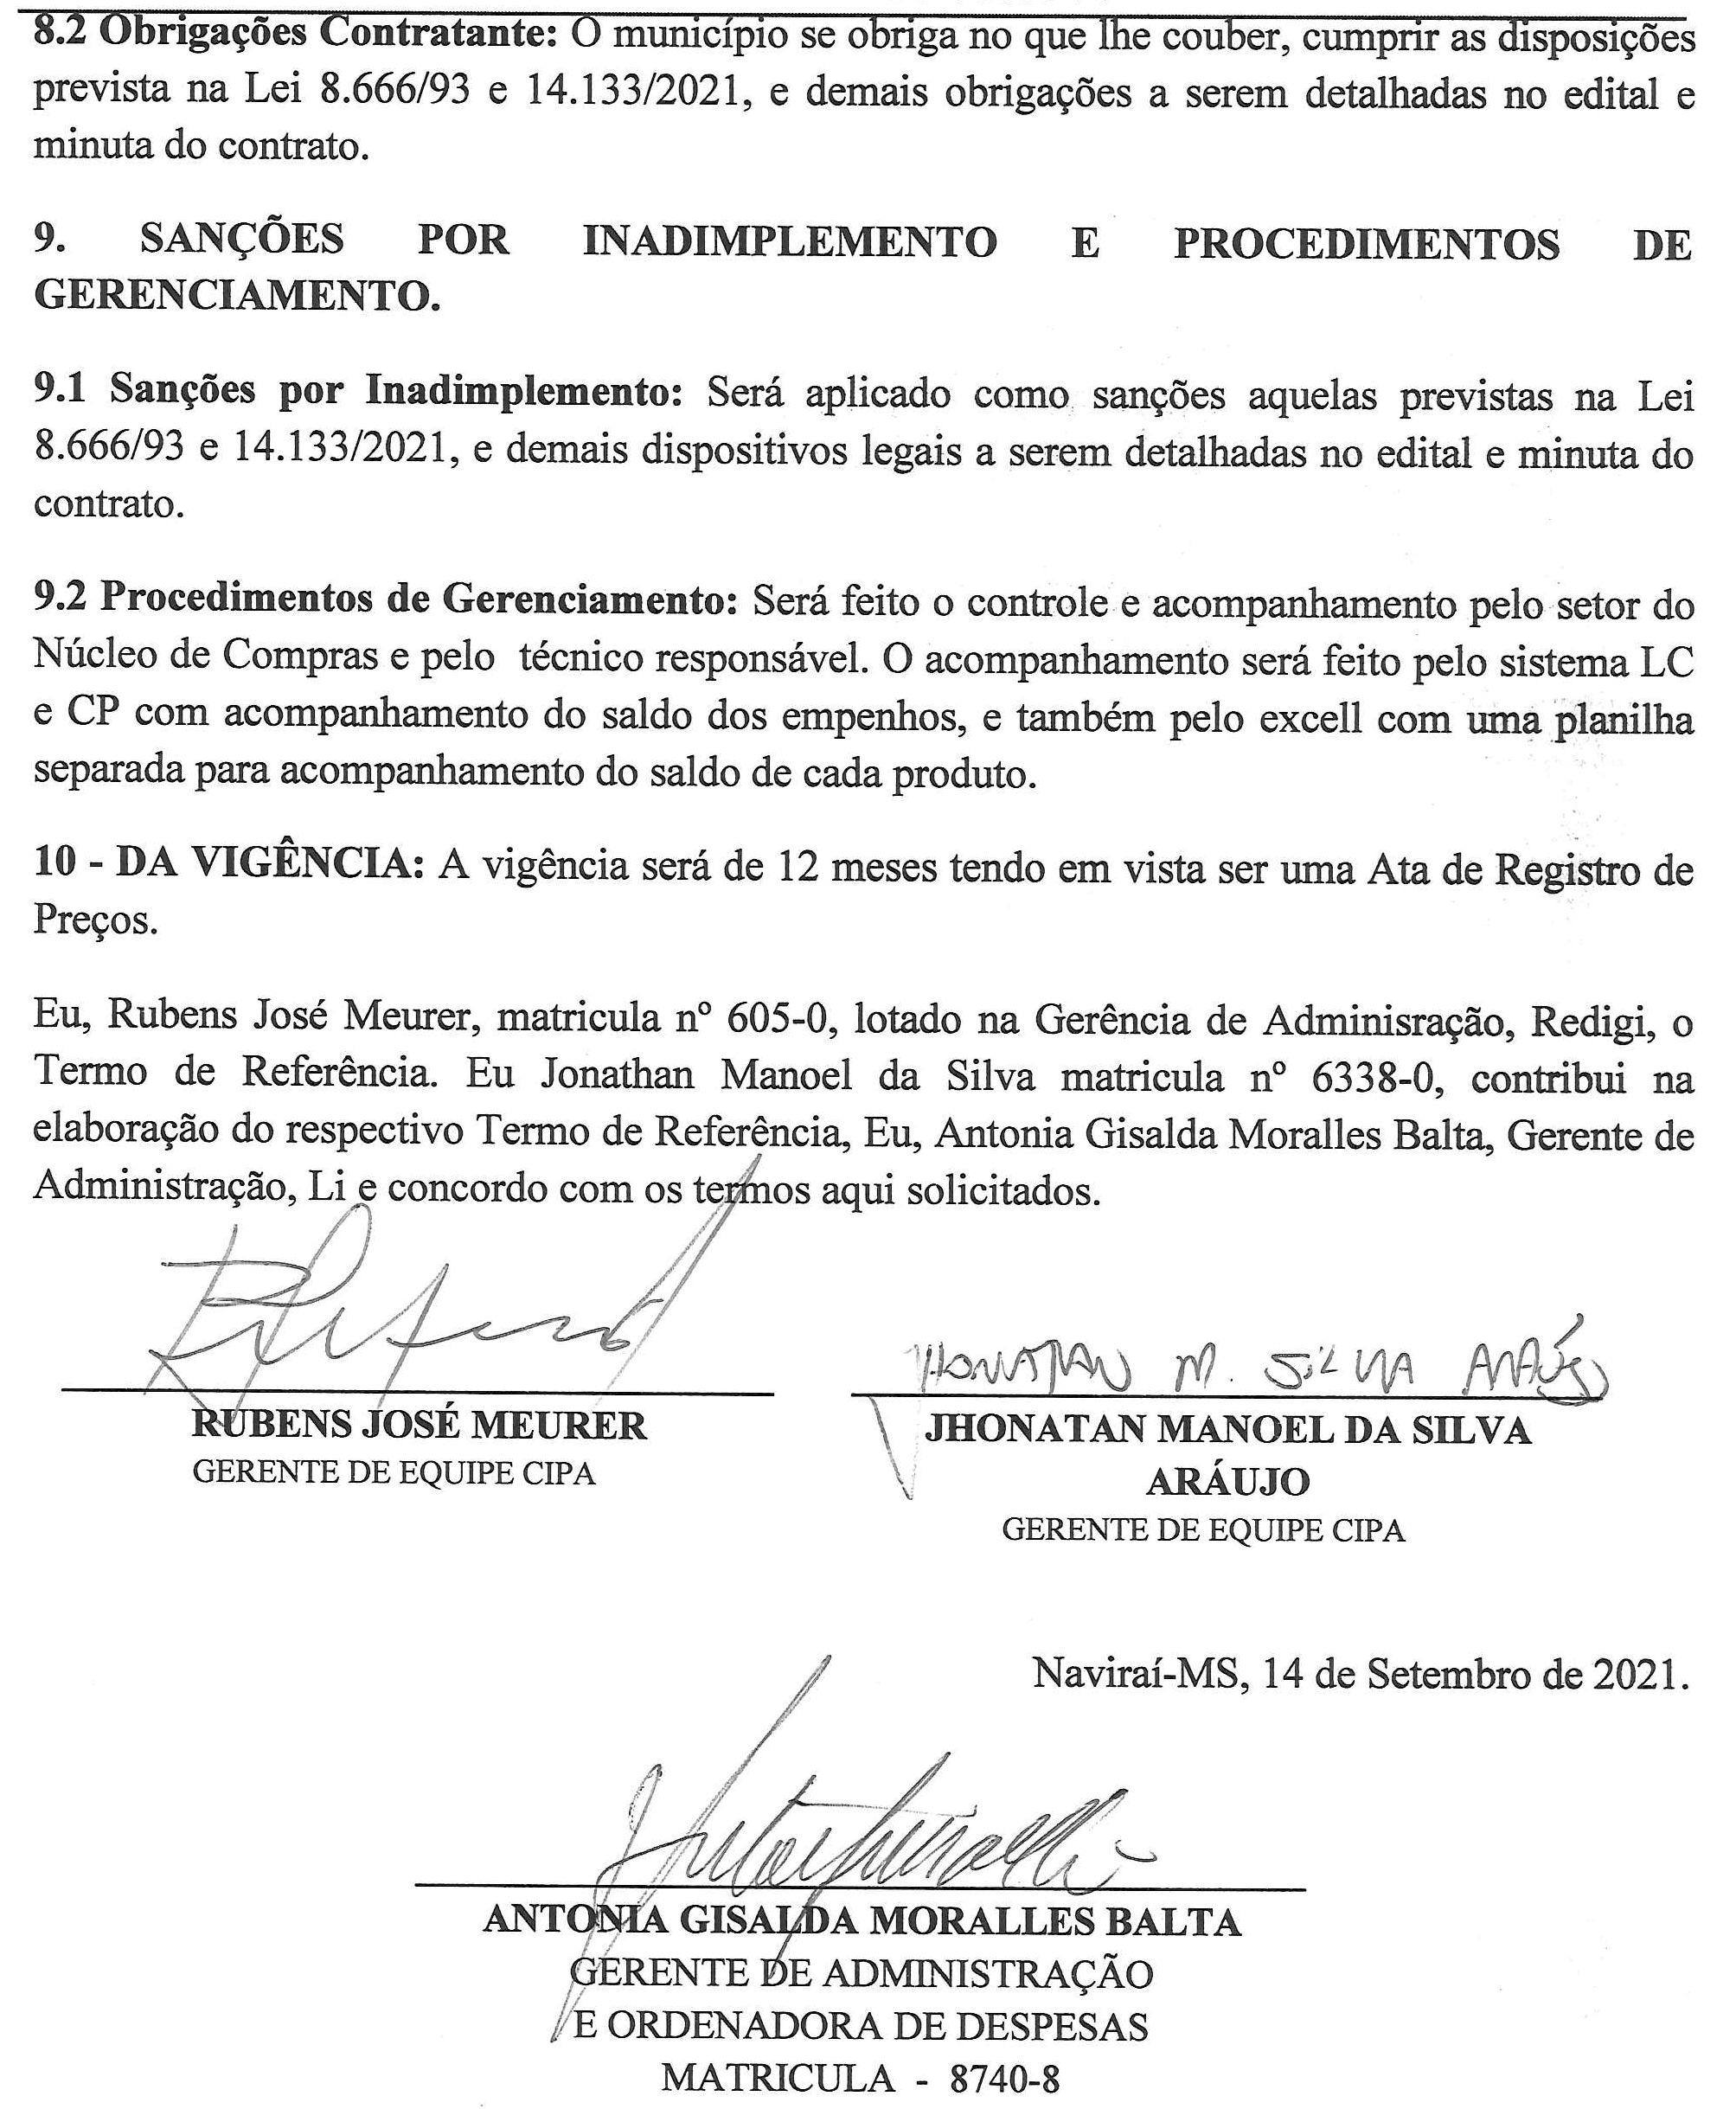 8.2 Obrigações Contratante: O município se obriga no que lhe couber, cumprir as disposições
prevista na Lei 8.666/93 e 14.133/2021, e demais obrigações a serem detalhadas no edital e
minuta do contrato.
9. SANÇÕES POR INADIMPLEMENTO E PROCEDIMENTOS DE
GERENCIAMENTO.
9.1 Sanções por Inadimplemento: Será aplicado como sanções aquelas previstas na Lei
8.666/93 e 14.133/2021, e demais dispositivos legais a serem detalhadas no edital e minuta do
contrato.
9.2 Procedimentos de Gerenciamento: Será feito o controle e acompanhamento pelo setor do
Núcleo de Compras e pelo técnico responsável. O acompanhamento será feito pelo sistema LC
e CP com acompanhamento do saldo dos empenhos, e também pelo excell com uma planilha
separada para acompanhamento do saldo de cada produto.
10 - DA VIGÊNCIA: A vigência será de 12 meses tendo em vista ser uma Ata de Registro de
Preços.
Eu, Rubens José Meurer, matricula nº 605-0, lotado na Gerência de Adminisração, Redigi, o
Termo de Referência. Eu Jonathan Manoel da Silva matricula nº 6338-0, contribui na
elaboração do respectivo Termo de Referência, Eu, Antonia Gisalda Moralles Balta, Gerente de
Administração, Li e concordo com os termos aqui solicitados.
JHONATAN M. SILVA
RUBENS JOSÉ MEURER
GERENTE DE EQUIPE CIPA
JHONATAN MANOEL DA SILVA
ARÁUJO
GERENTE DE EQUIPE CIPA
Naviraí-MS, 14 de Setembro de 2021.
ANTONIA GISALDA MORALLES BALTA
GERENTE DE ADMINISTRAÇÃO
E ORDENADORA DE DESPESAS
MATRICULA - 8740-8